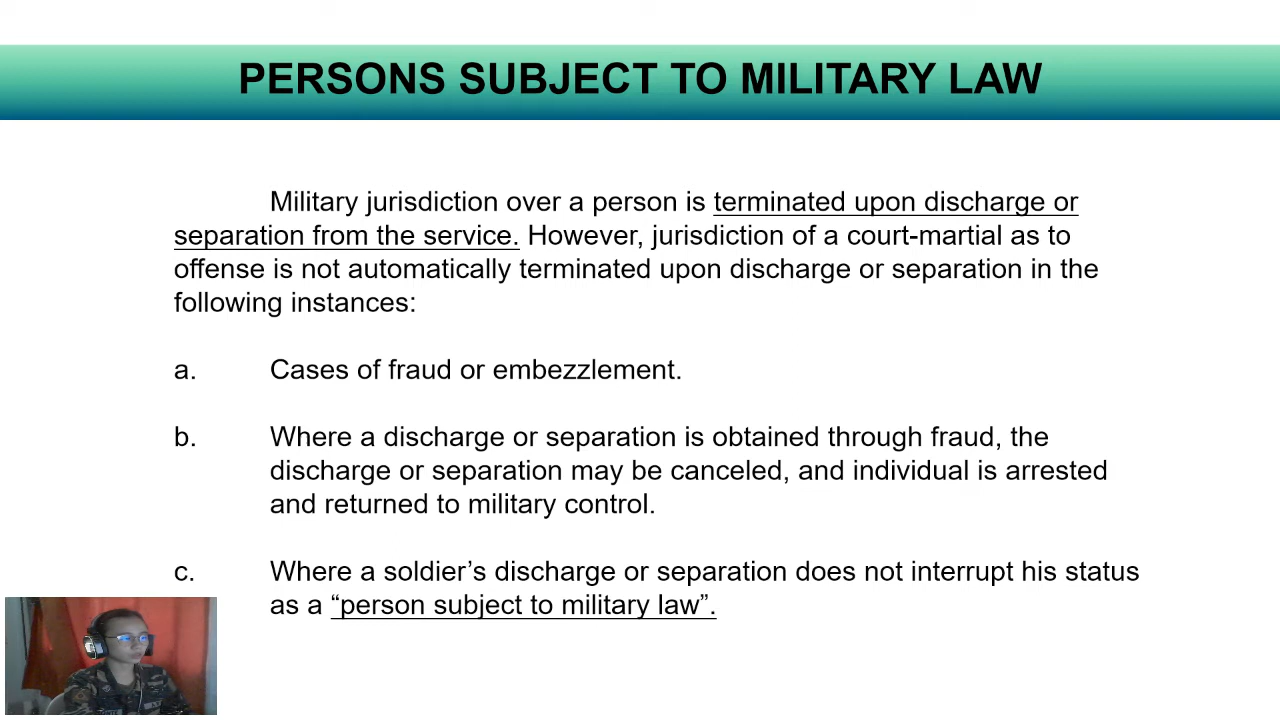 PERSONS SUBJECT TO MILITARY LAW
Military jurisdiction over a person is terminated upon discharge or
separation from the service. However, jurisdiction of a court-martial as to
offense is not automatically terminated upon discharge or separation in the
following instances:
a. Cases of fraud or embezzlement.
b. Where a discharge or separation is obtained through fraud, the
discharge or separation may be canceled, and individual is arrested
and returned to military control.
c. Where a soldier’s discharge or separation does not interrupt his status
as a “person subject to military law”.